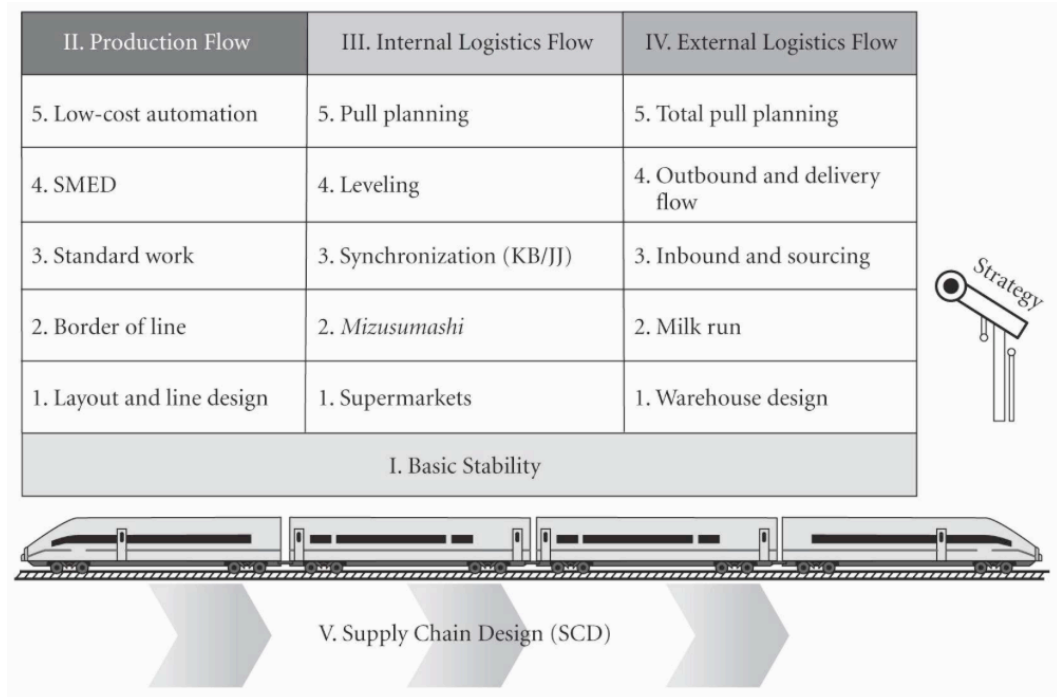 II. Production Flow
III. Internal Logistics Flow
IV. External Logistics Flow
5. Low-cost automation
5. Pull planning
5. Total pull planning
4. SMED
4. Leveling
4. Outbound and delivery
flow
3. Standard work
3. Synchronization (KB/JJ)
3. Inbound and sourcing
2. Border of line
2. Mizusumashi
2. Milk run
1. Layout and line design
1. Supermarkets
1. Warehouse design
Strategy
I. Basic Stability
V. Supply Chain Design (SCD)